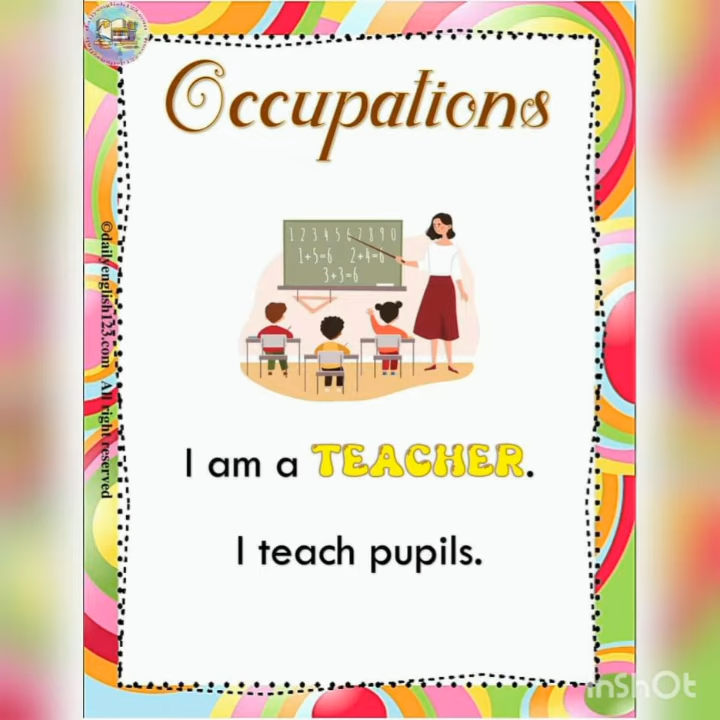 Occupations
1 2 3 4 5 6 7 8 9 0
1+5=6 2+4=6
3+3=6
I am a TEACHER.
I teach pupils.
©dailyenglish123.com All right reserved
InShOt